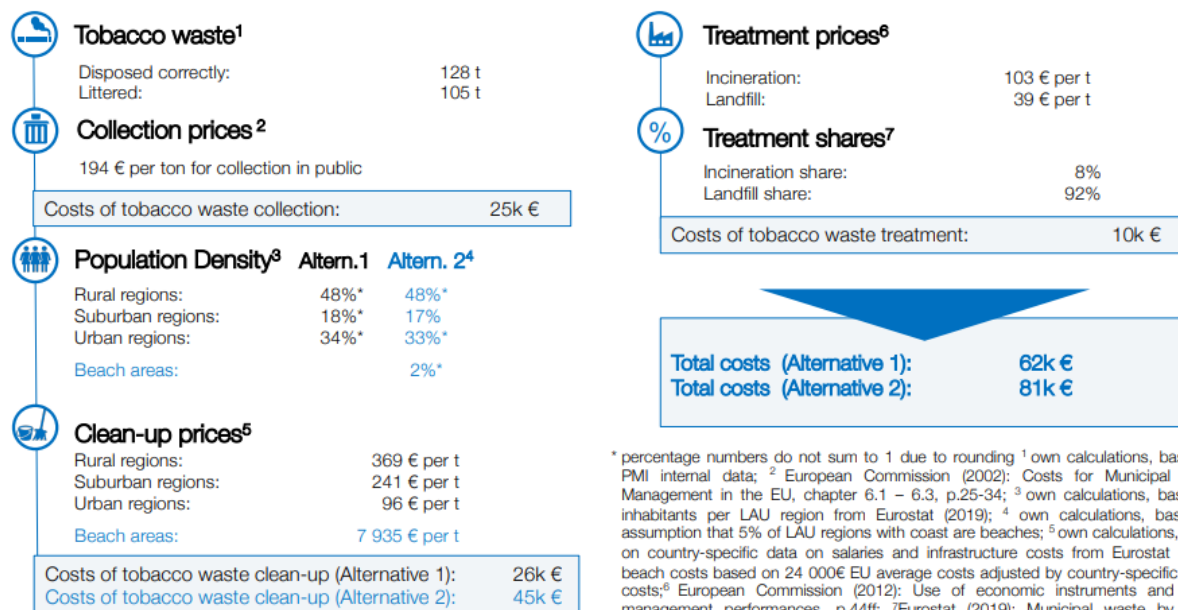 Tobacco waste¹
Disposed correctly: 128 t
Littered: 105 t
Collection prices ²
194 € per ton for collection in public
Costs of tobacco waste collection: 25k €
Population Density³ Altern.1 Altern. 2⁴
Rural regions: 48%* 48%*
Suburban regions: 18%* 17%
Urban regions: 34%* 33%*
Beach areas: 2%*
Clean-up prices⁵
Rural regions: 369 € per t
Suburban regions: 241 € per t
Urban regions: 96 € per t
Beach areas: 7 935 € per t
Costs of tobacco waste clean-up (Alternative 1): 26k €
Costs of tobacco waste clean-up (Alternative 2): 45k €
Treatment prices⁶
Incineration: 103 € per t
Landfill: 39 € per t
%
Treatment shares⁷
Incineration share: 8%
Landfill share: 92%
Costs of tobacco waste treatment: 10k €
Total costs (Alternative 1): 62k €
Total costs (Alternative 2): 81k €
* percentage numbers do not sum to 1 due to rounding ¹ own calculations, bas
PMI internal data; ² European Commission (2002): Costs for Municipal
Management in the EU, chapter 6.1 – 6.3, p.25-34; ³ own calculations, bas
inhabitants per LAU region from Eurostat (2019); ⁴ own calculations, bas
assumption that 5% of LAU regions with coast are beaches; ⁵ own calculations,
on country-specific data on salaries and infrastructure costs from Eurostat
beach costs based on 24 000€ EU average costs adjusted by country-specific
costs;⁶ European Commission (2012): Use of economic instruments and
management performances, p.44ff; ⁷Eurostat (2019): Municipal waste by